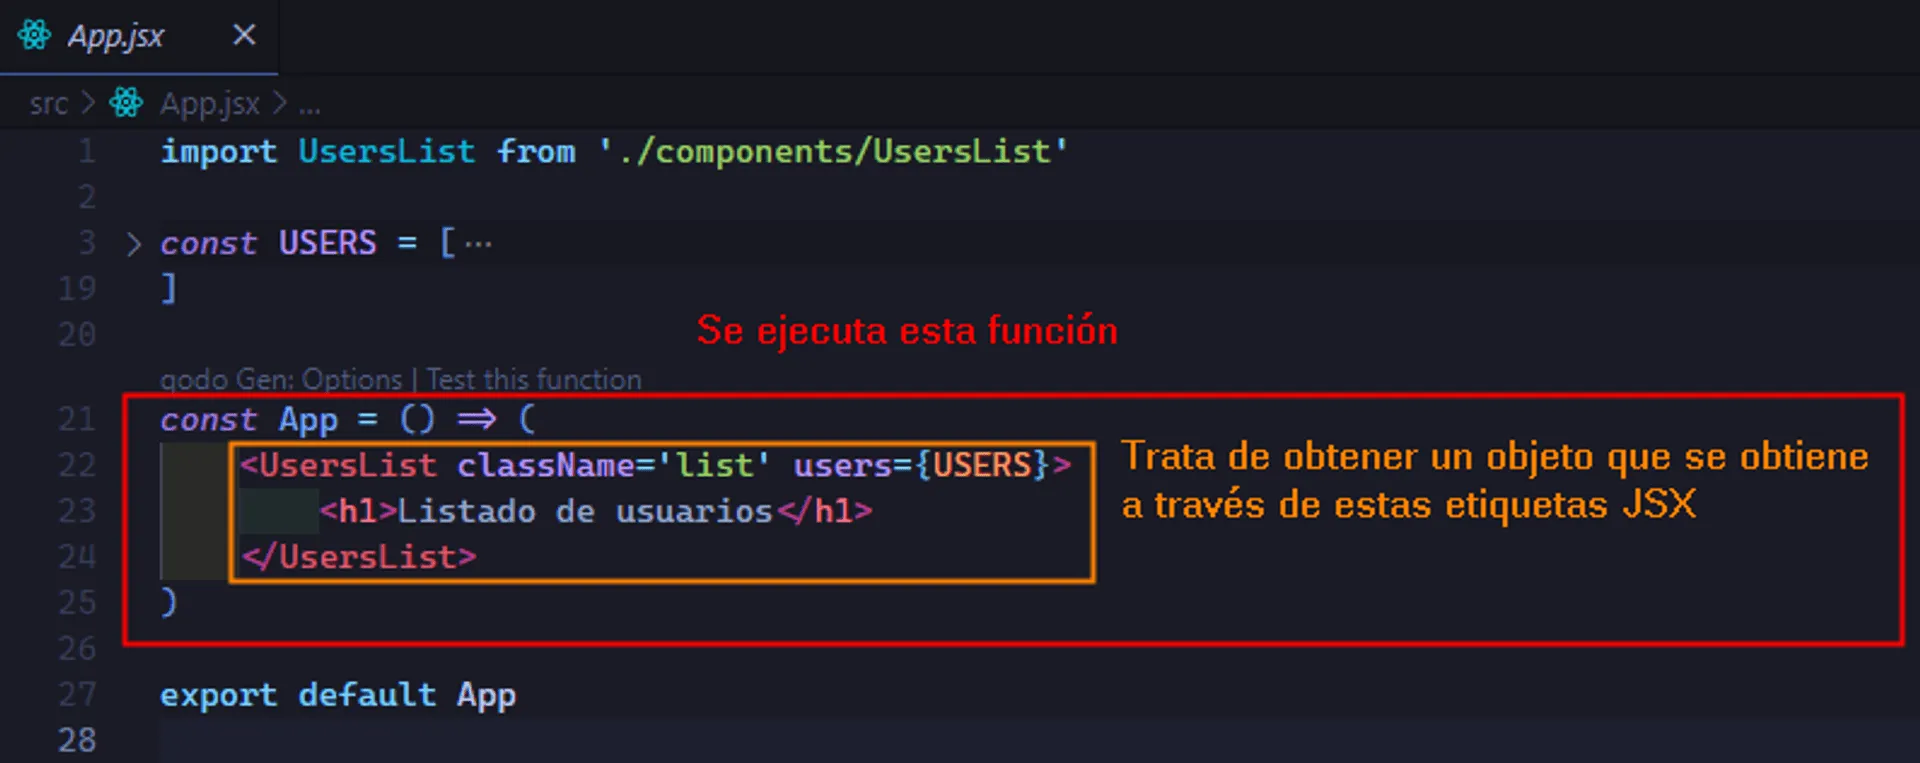 App.jsx ×
src > App.jsx > ...
1 import UsersList from './components/UsersList'
2
3 > const USERS = [ ···
19 ]
20
Se ejecuta esta función
qodo Gen: Options | Test this function
21 const App = () => (
22 <UsersList className='list' users={USERS}>
Trata de obtener un objeto que se obtiene
a través de estas etiquetas JSX
23 <h1>Listado de usuarios</h1>
24 </UsersList>
25 )
26
27 export default App
28